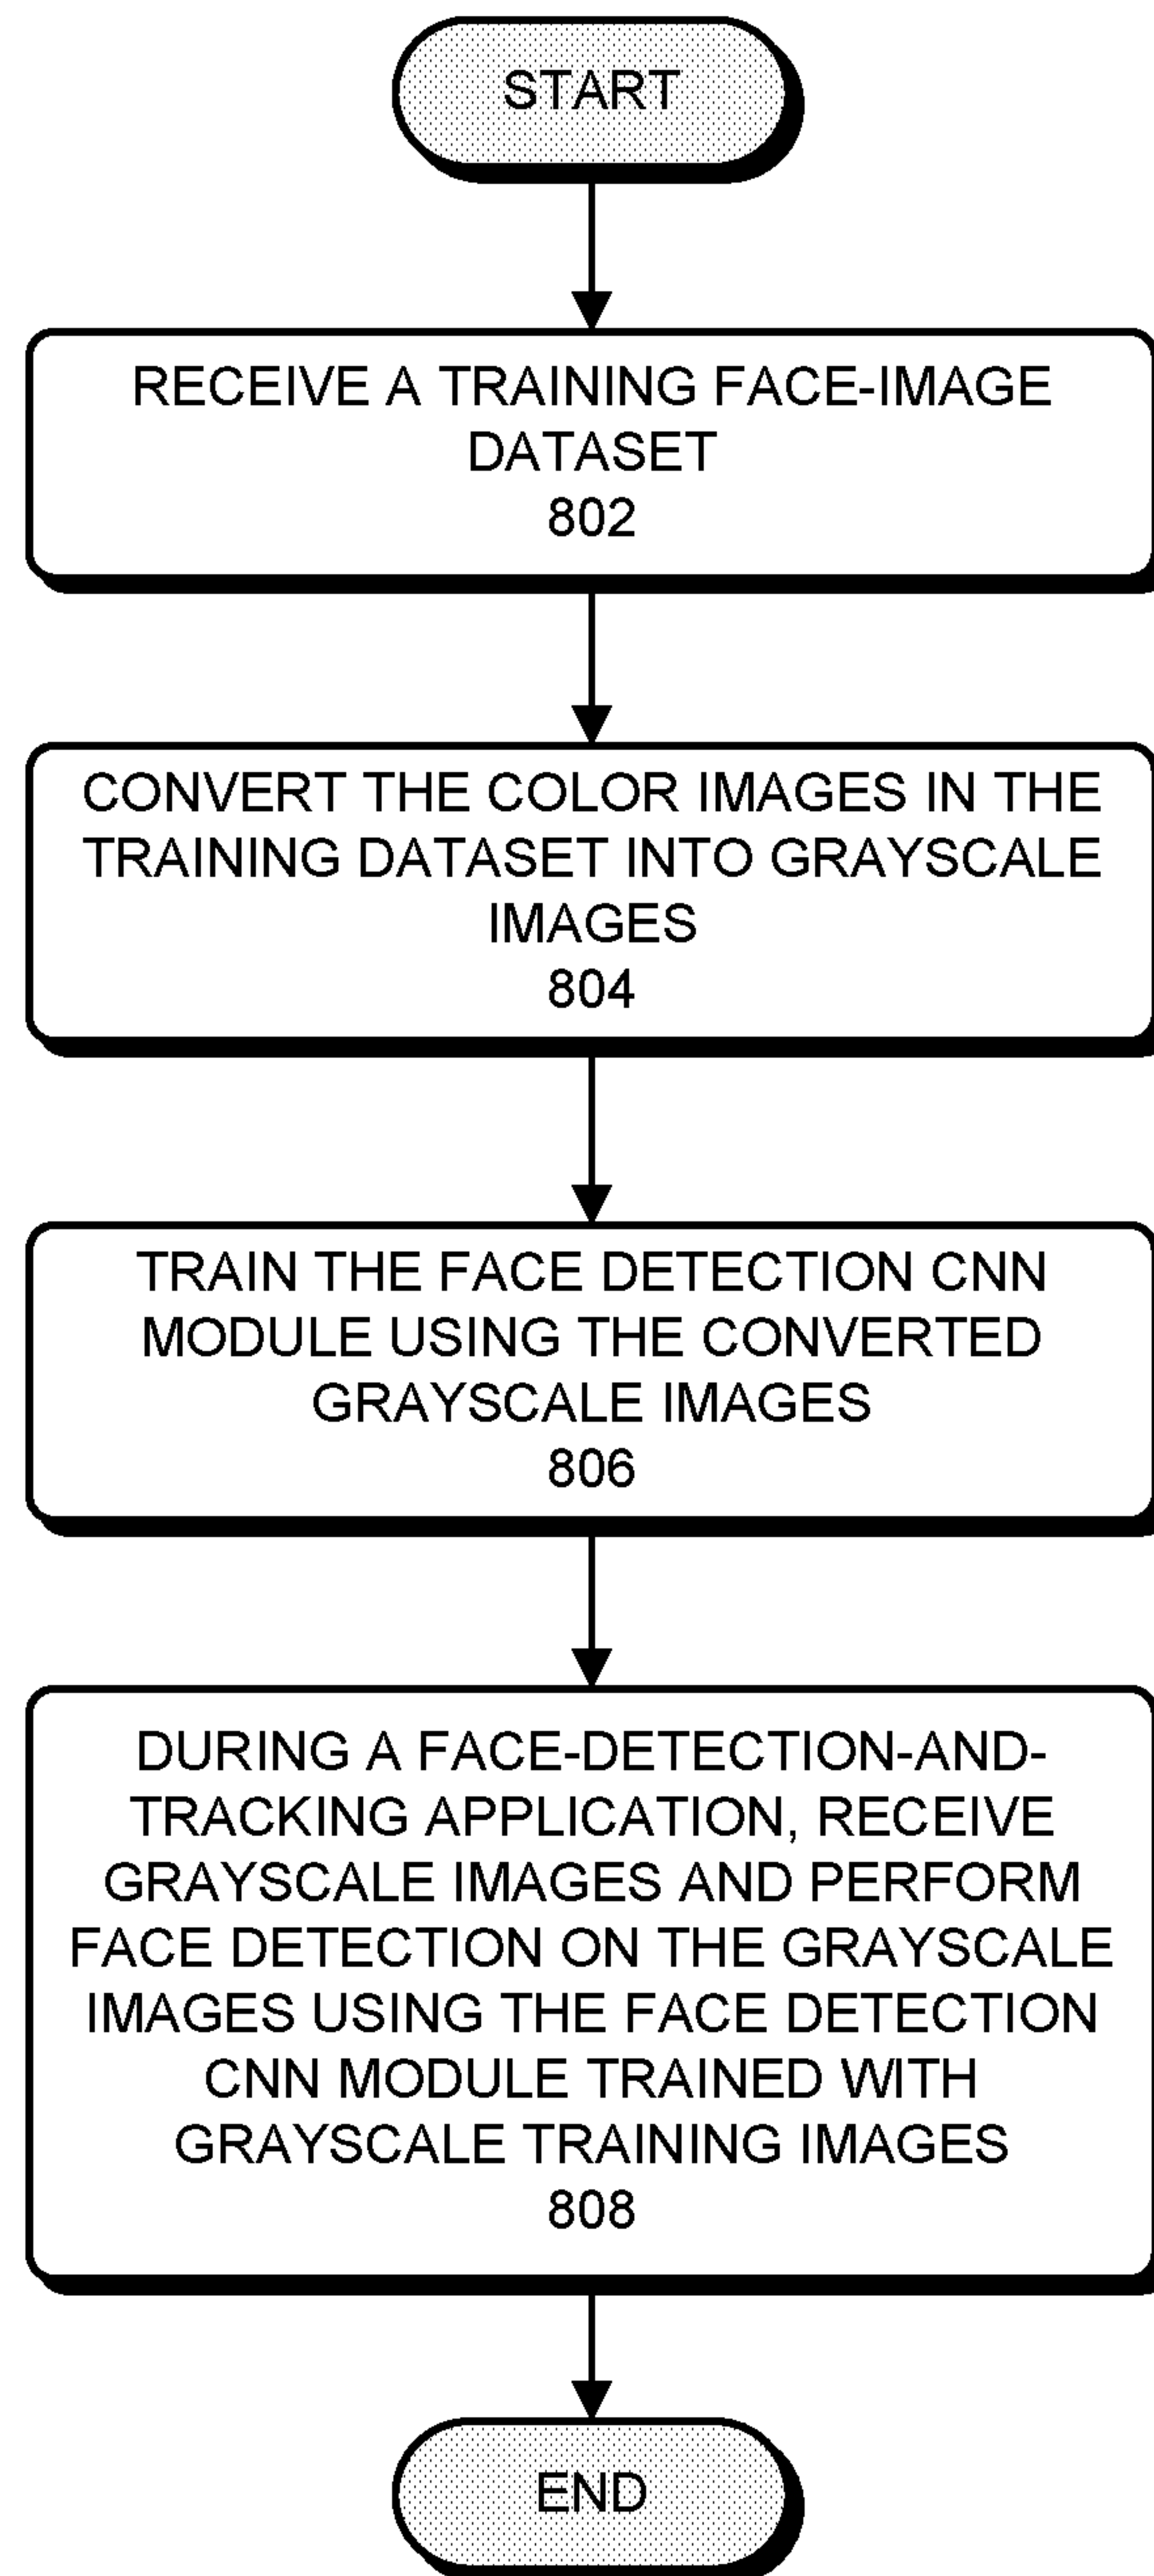 START
RECEIVE A TRAINING FACE-IMAGE
DATASET
802
CONVERT THE COLOR IMAGES IN THE
TRAINING DATASET INTO GRAYSCALE
IMAGES
804
TRAIN THE FACE DETECTION CNN
MODULE USING THE CONVERTED
GRAYSCALE IMAGES
806
DURING A FACE-DETECTION-AND-
TRACKING APPLICATION, RECEIVE
GRAYSCALE IMAGES AND PERFORM
FACE DETECTION ON THE GRAYSCALE
IMAGES USING THE FACE DETECTION
CNN MODULE TRAINED WITH
GRAYSCALE TRAINING IMAGES
808
END